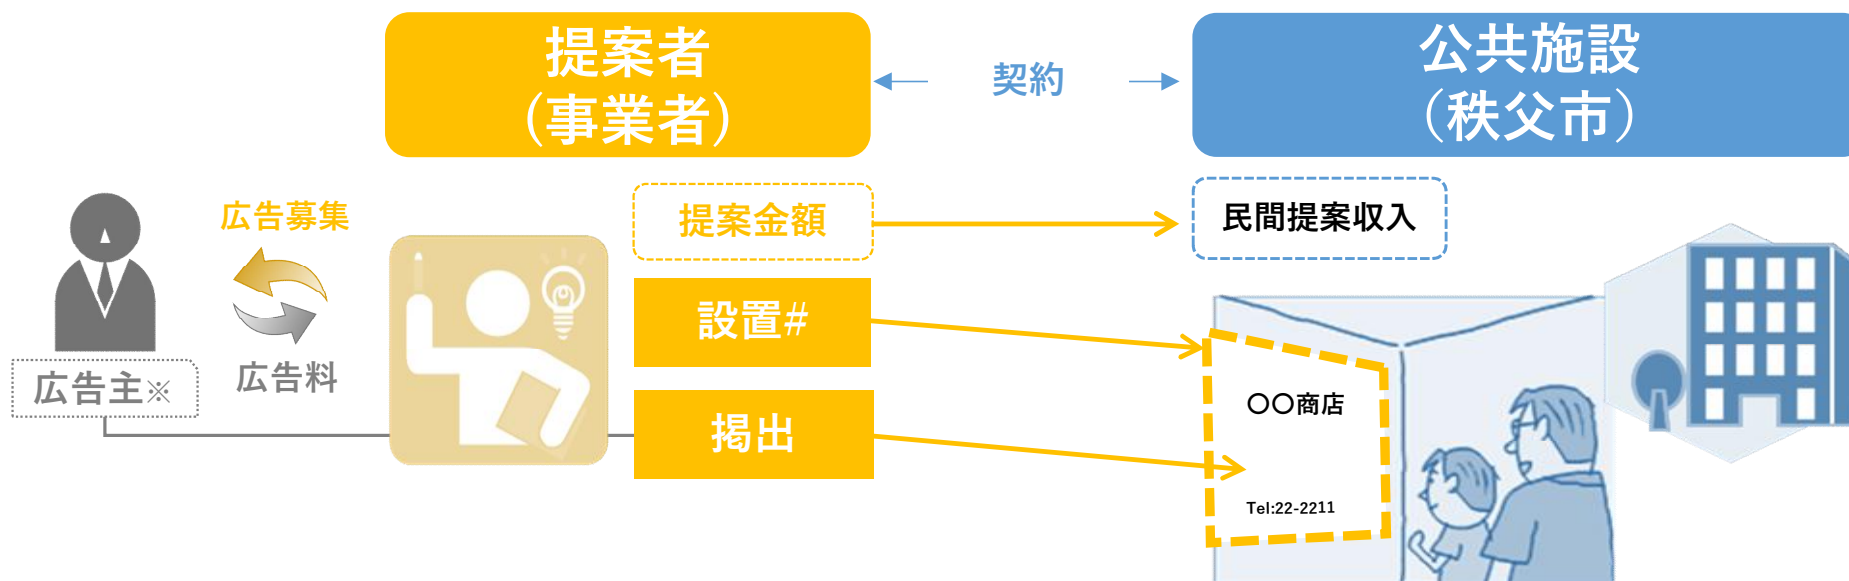 提案者
（事業者）
契約
公共施設
（秩父市）
広告募集
提案金額
民間提案収入
設置#
広告料
広告主※
掲出
〇〇商店
Tel:22-2211